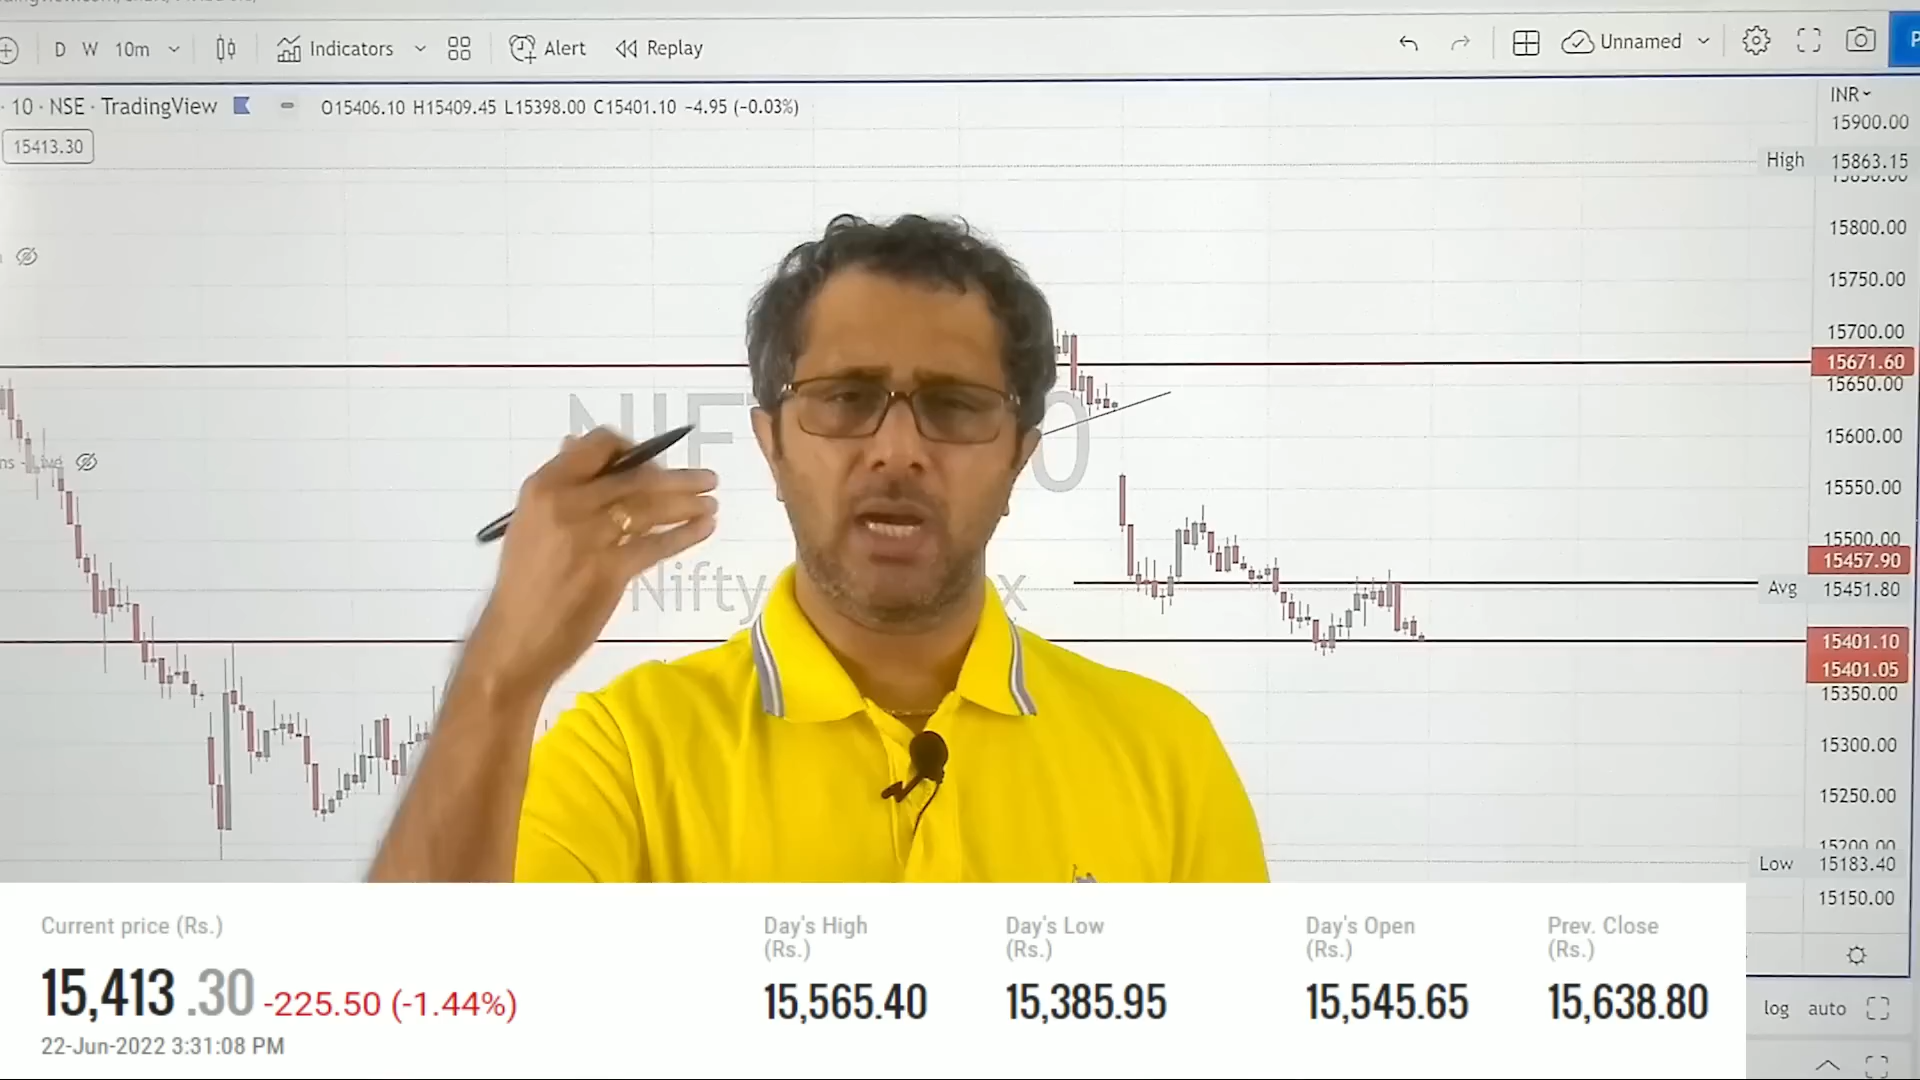 D W 10m Indicators Alert Replay Unnamed
· 10 · NSE · TradingView O15406.10 H15409.45 L15398.00 C15401.10 −4.95 (−0.03%)
INR
15413.30
15900.00
High 15863.15
15850.00
15800.00
15750.00
15700.00
15671.60
15650.00
15600.00
15550.00
15500.00
15457.90
Avg 15451.80
15401.10
15401.05
15350.00
15300.00
15250.00
15200.00
Low 15183.40
15150.00
Nifty
log auto
Current price (Rs.)
15,413.30 -225.50 (-1.44%)
22-Jun-2022 3:31:08 PM
Day's High
(Rs.)
15,565.40
Day's Low
(Rs.)
15,385.95
Day's Open
(Rs.)
15,545.65
Prev. Close
(Rs.)
15,638.80